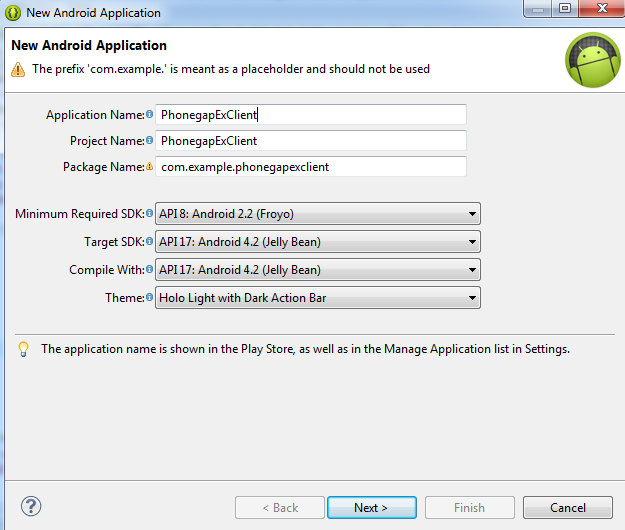 New Android Application
New Android Application
The prefix 'com.example.' is meant as a placeholder and should not be used
Application Name: PhonegapExClient
Project Name: PhonegapExClient
Package Name: com.example.phonegapexclient
Minimum Required SDK: API 8: Android 2.2 (Froyo)
Target SDK: API 17: Android 4.2 (Jelly Bean)
Compile With: API 17: Android 4.2 (Jelly Bean)
Theme: Holo Light with Dark Action Bar
The application name is shown in the Play Store, as well as in the Manage Application list in Settings.
? < Back Next > Finish Cancel